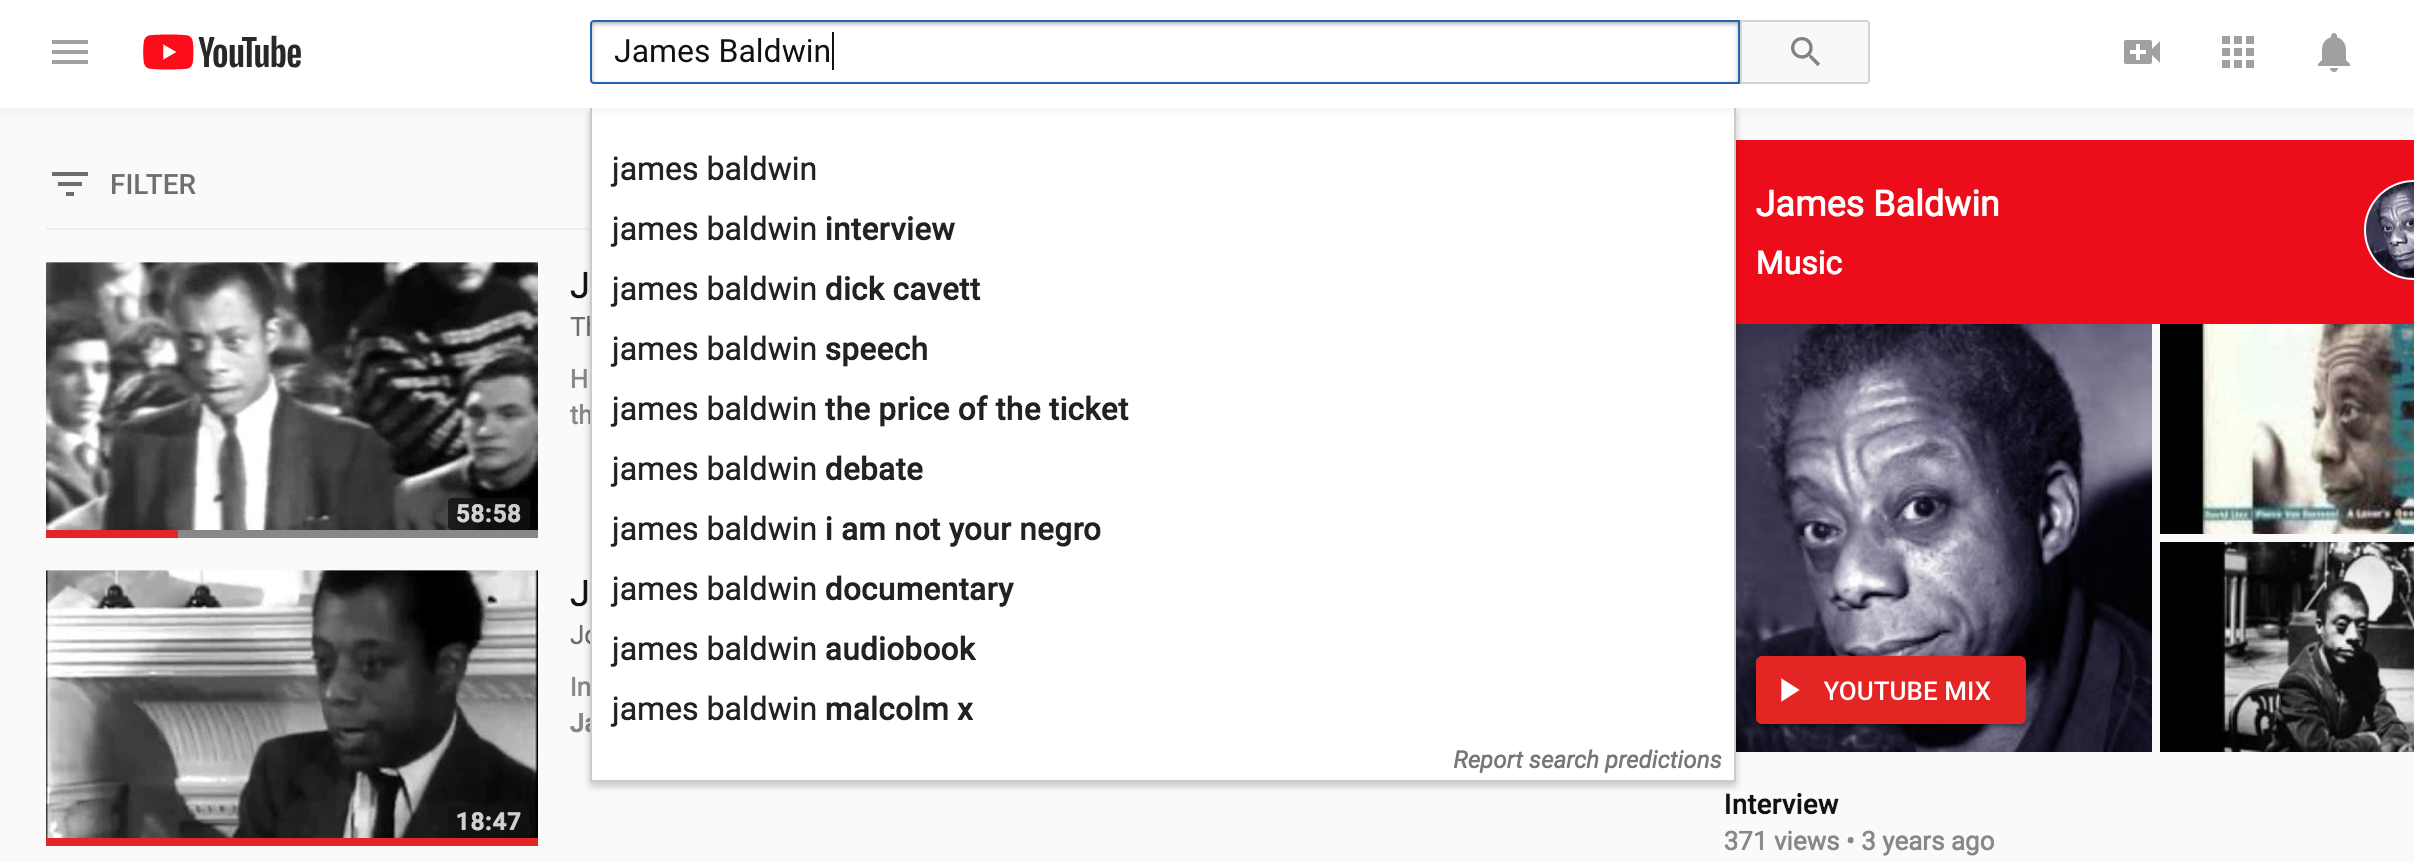 YouTube
James Baldwin
FILTER
james baldwin
james baldwin interview
james baldwin dick cavett
james baldwin speech
james baldwin the price of the ticket
james baldwin debate
james baldwin i am not your negro
james baldwin documentary
james baldwin audiobook
james baldwin malcolm x
Report search predictions
58:58
J
Th
H
th
18:47
J
Jo
In
Ja
James Baldwin
Music
YOUTUBE MIX
Interview
371 views • 3 years ago